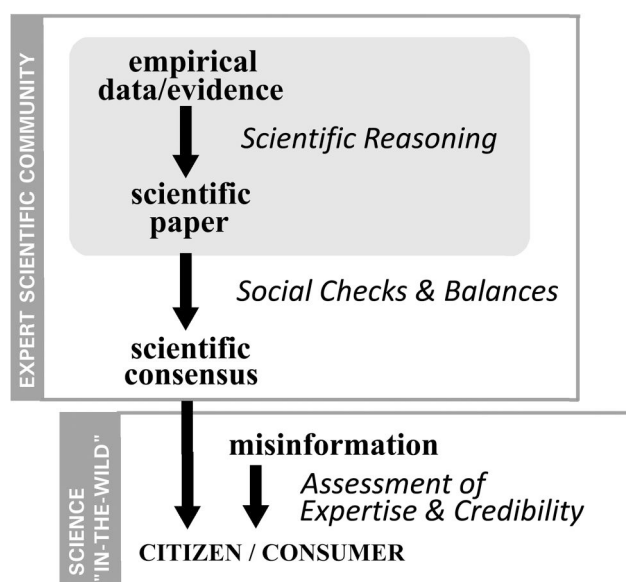 EXPERT SCIENTIFIC COMMUNITY
empirical
data/evidence
Scientific Reasoning
scientific
paper
Social Checks & Balances
scientific
consensus
SCIENCE
"IN-THE-WILD"
misinformation
Assessment of
Expertise & Credibility
CITIZEN / CONSUMER